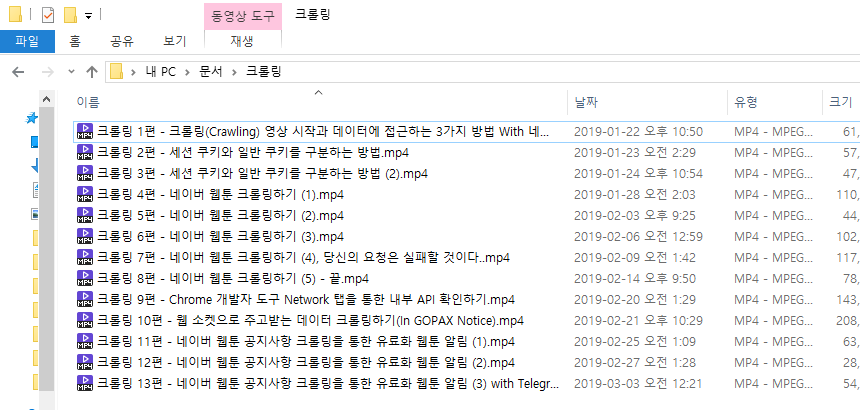 동영상 도구 크롤링
파일 홈 공유 보기 재생
내 PC 문서 크롤링
이름 날짜 유형 크기
크롤링 1편 - 크롤링(Crawling) 영상 시작과 데이터에 접근하는 3가지 방법 With 네... 2019-01-22 오후 10:50 MP4 - MPEG... 61,
크롤링 2편 - 세션 쿠키와 일반 쿠키를 구분하는 방법.mp4 2019-01-23 오전 2:29 MP4 - MPEG... 57,
크롤링 3편 - 세션 쿠키와 일반 쿠키를 구분하는 방법 (2).mp4 2019-01-24 오후 10:54 MP4 - MPEG... 47,
크롤링 4편 - 네이버 웹툰 크롤링하기 (1).mp4 2019-01-28 오전 2:03 MP4 - MPEG... 110,
크롤링 5편 - 네이버 웹툰 크롤링하기 (2).mp4 2019-02-03 오후 9:25 MP4 - MPEG... 44,
크롤링 6편 - 네이버 웹툰 크롤링하기 (3).mp4 2019-02-06 오전 12:59 MP4 - MPEG... 102,
크롤링 7편 - 네이버 웹툰 크롤링하기 (4), 당신의 요청은 실패할 것이다..mp4 2019-02-09 오전 1:42 MP4 - MPEG... 117,
크롤링 8편 - 네이버 웹툰 크롤링하기 (5) - 끝.mp4 2019-02-14 오후 9:50 MP4 - MPEG... 78,
크롤링 9편 - Chrome 개발자 도구 Network 탭을 통한 내부 API 확인하기.mp4 2019-02-20 오전 1:29 MP4 - MPEG... 143,
크롤링 10편 - 웹 소켓으로 주고받는 데이터 크롤링하기(In GOPAX Notice).mp4 2019-02-21 오후 10:29 MP4 - MPEG... 208,
크롤링 11편 - 네이버 웹툰 공지사항 크롤링을 통한 유료화 웹툰 알림 (1).mp4 2019-02-25 오전 1:09 MP4 - MPEG... 63,
크롤링 12편 - 네이버 웹툰 공지사항 크롤링을 통한 유료화 웹툰 알림 (2).mp4 2019-02-27 오전 1:28 MP4 - MPEG... 28,
크롤링 13편 - 네이버 웹툰 공지사항 크롤링을 통한 유료화 웹툰 알림 (3) with Telegr... 2019-03-03 오전 12:21 MP4 - MPEG... 54,